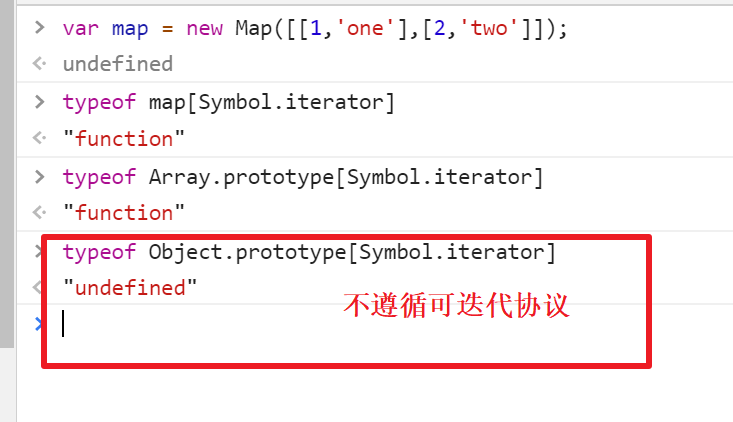 > var map = new Map([[1,'one'],[2,'two']]);
undefined
> typeof map[Symbol.iterator]
"function"
> typeof Array.prototype[Symbol.iterator]
"function"
> typeof Object.prototype[Symbol.iterator]
"undefined"
不遵循可迭代协议
>